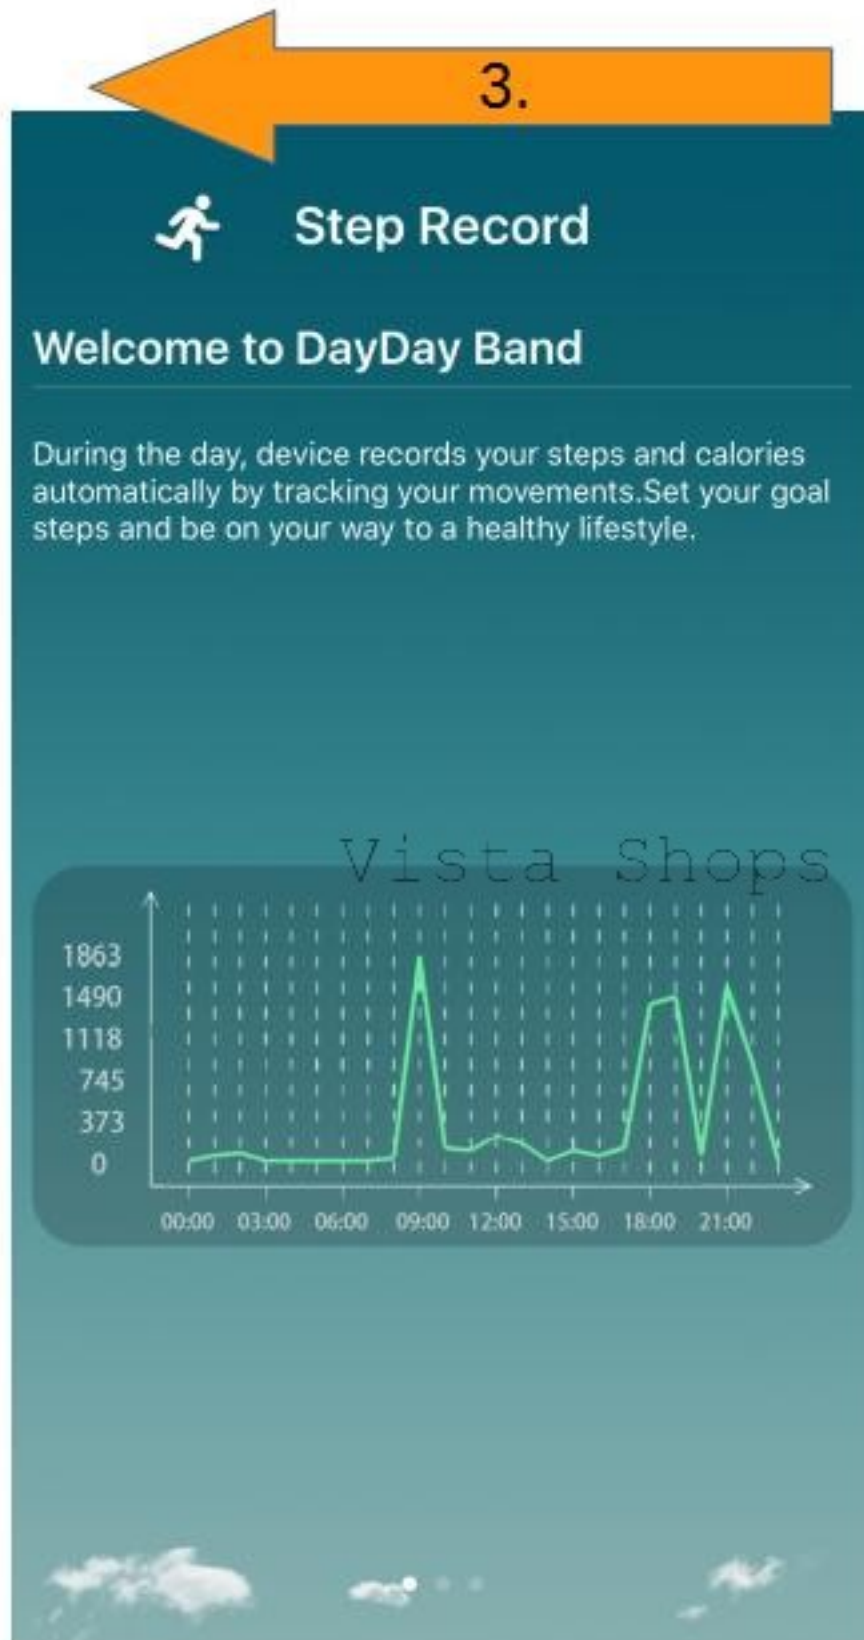 3.
Step Record
Welcome to DayDay Band
During the day, device records your steps and calories
automatically by tracking your movements.Set your goal
steps and be on your way to a healthy lifestyle.
Vista Shops
1863
1490
1118
745
373
0
00:00 03:00 06:00 09:00 12:00 15:00 18:00 21:00